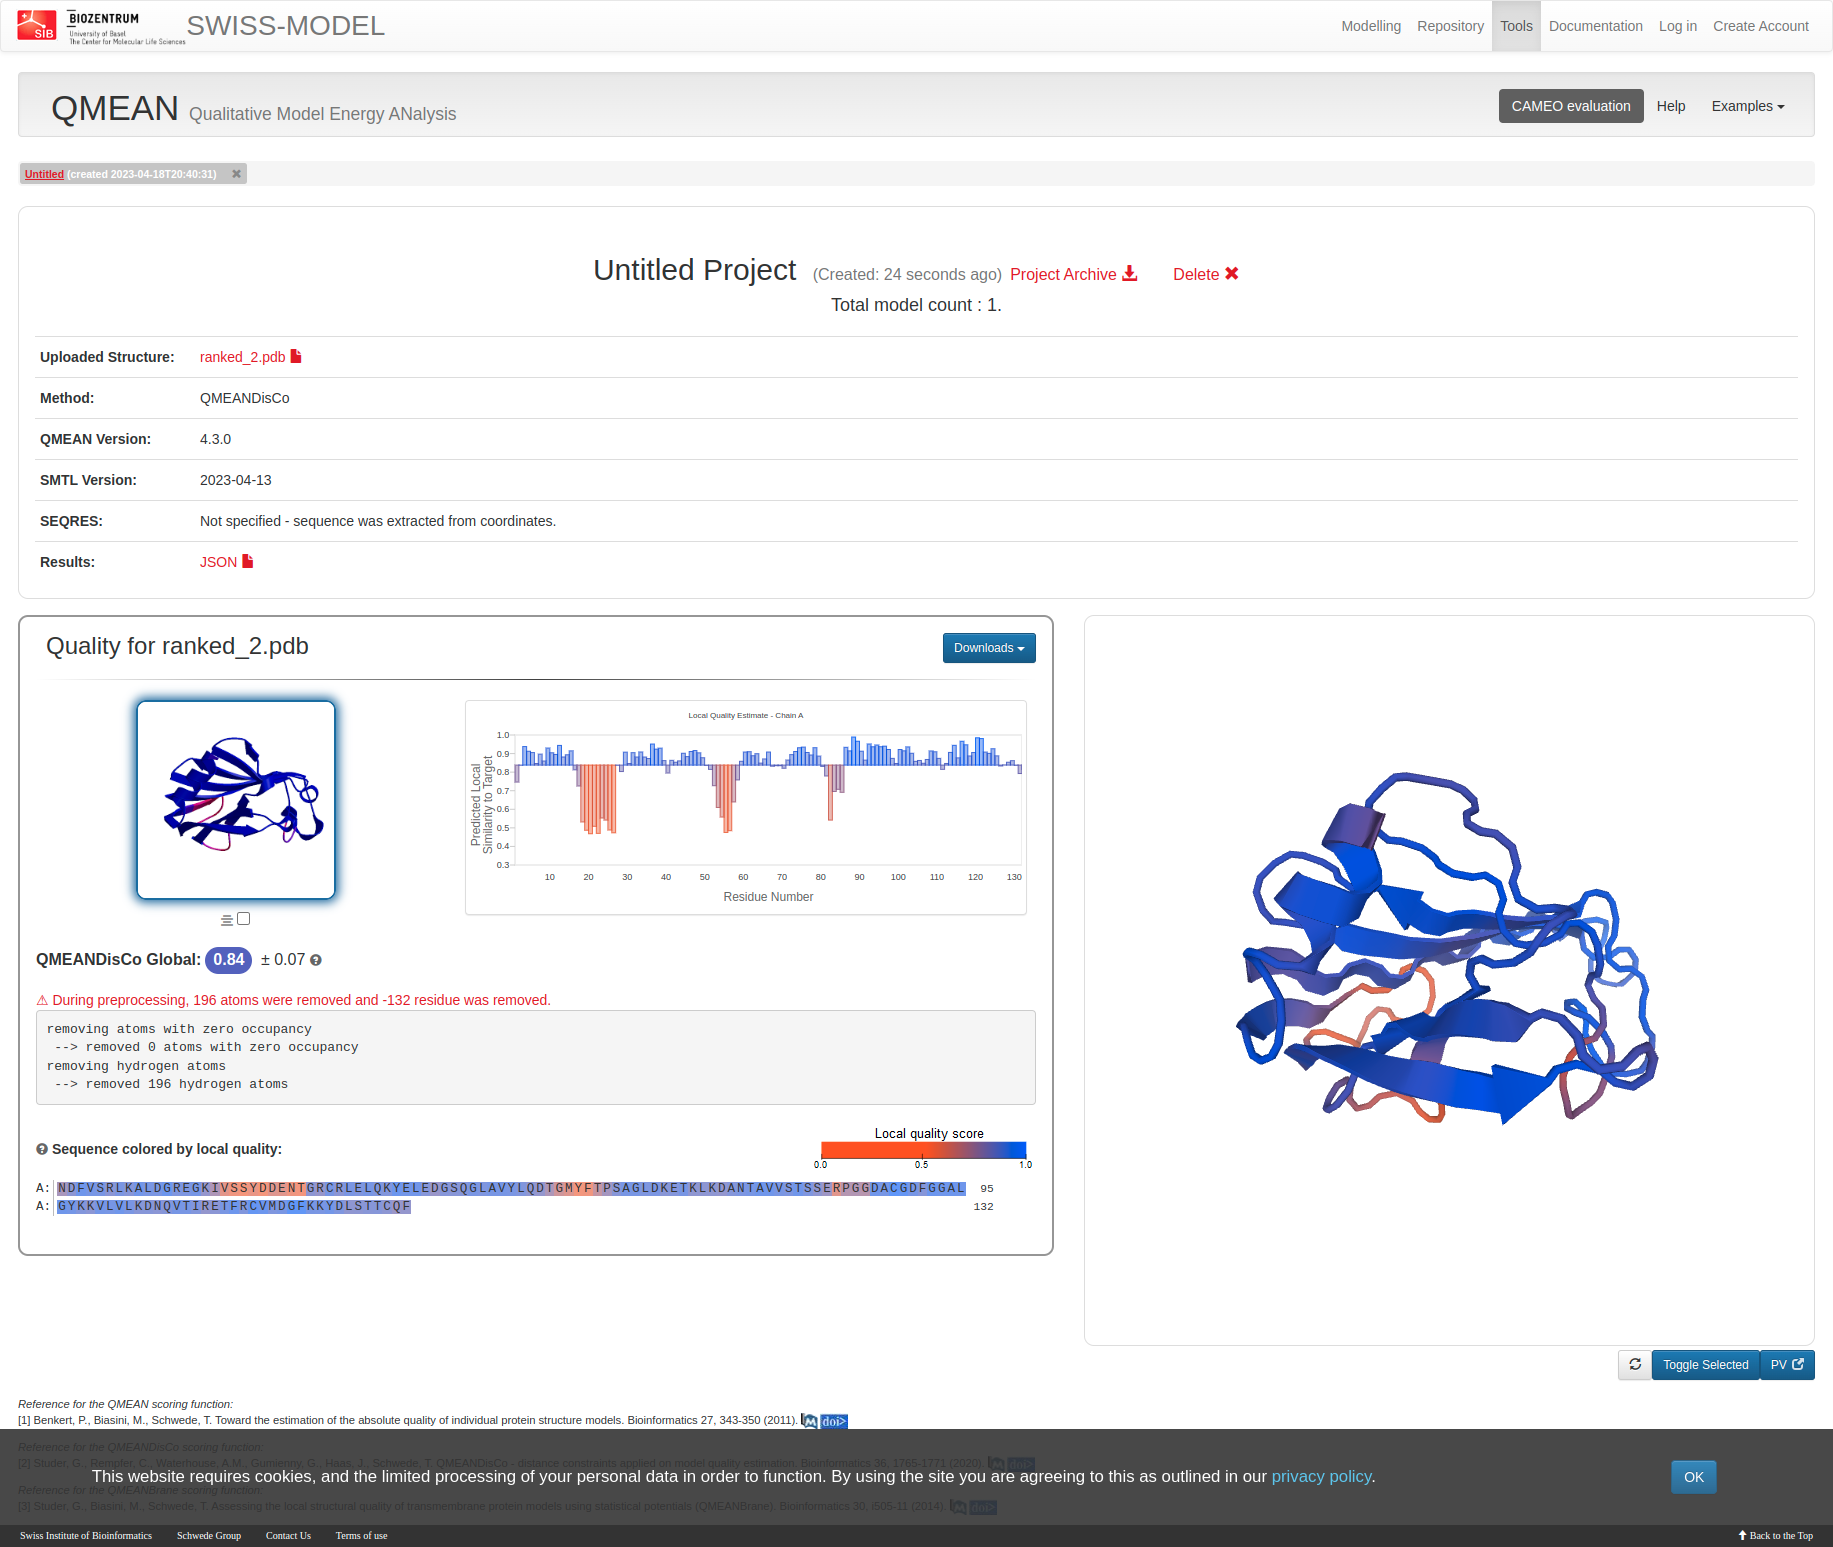 SIB
BIOZENTRUM
University of Basel
The Center for Molecular Life Sciences
SWISS-MODEL
Modelling
Repository
Tools
Documentation
Log in
Create Account
QMEAN Qualitative Model Energy ANalysis
CAMEO evaluation
Help
Examples
Untitled (created 2023-04-18T20:40:31) ✖
Untitled Project (Created: 24 seconds ago) Project Archive Delete ✖
Total model count : 1.
Uploaded Structure: ranked_2.pdb
Method: QMEANDisCo
QMEAN Version: 4.3.0
SMTL Version: 2023-04-13
SEQRES: Not specified - sequence was extracted from coordinates.
Results: JSON
Quality for ranked_2.pdb
Downloads
Local Quality Estimate - Chain A
Predicted Local
Similarity to Target
1.0
0.9
0.8
0.7
0.6
0.5
0.4
0.3
10 20 30 40 50 60 70 80 90 100 110 120 130
Residue Number
QMEANDisCo Global: 0.84 ± 0.07
⚠ During preprocessing, 196 atoms were removed and -132 residue was removed.
removing atoms with zero occupancy
--> removed 0 atoms with zero occupancy
removing hydrogen atoms
--> removed 196 hydrogen atoms
Sequence colored by local quality:
Local quality score
0.0 0.5 1.0
A: NDFVSRLKALDGREGKIVSSYDDENTGRCRLELQKYELEDGSQGLAVYLQDTGMYFTPSAGLDKETKLKDANTAVVSTSSERPGGDACGDFGGAL 95
A: GYKKVLVLKDNQVTIRETFRCVMDGFKKYDLSTTCQF 132
Toggle Selected
PV
Reference for the QMEAN scoring function:
[1] Benkert, P., Biasini, M., Schwede, T. Toward the estimation of the absolute quality of individual protein structure models. Bioinformatics 27, 343-350 (2011). M doi>
Reference for the QMEANDisCo scoring function:
[2] Studer, G., Rempfer, C., Waterhouse, A.M., Gumienny, G., Haas, J., Schwede, T. QMEANDisCo - distance constraints applied on model quality estimation. Bioinformatics 36, 1765-1771 (2020). M doi>
This website requires cookies, and the limited processing of your personal data in order to function. By using the site you are agreeing to this as outlined in our privacy policy.
OK
Reference for the QMEANBrane scoring function:
[3] Studer, G., Biasini, M., Schwede, T. Assessing the local structural quality of transmembrane protein models using statistical potentials (QMEANBrane). Bioinformatics 30, i505-11 (2014). M doi>
Swiss Institute of Bioinformatics
Schwede Group
Contact Us
Terms of use
Back to the Top